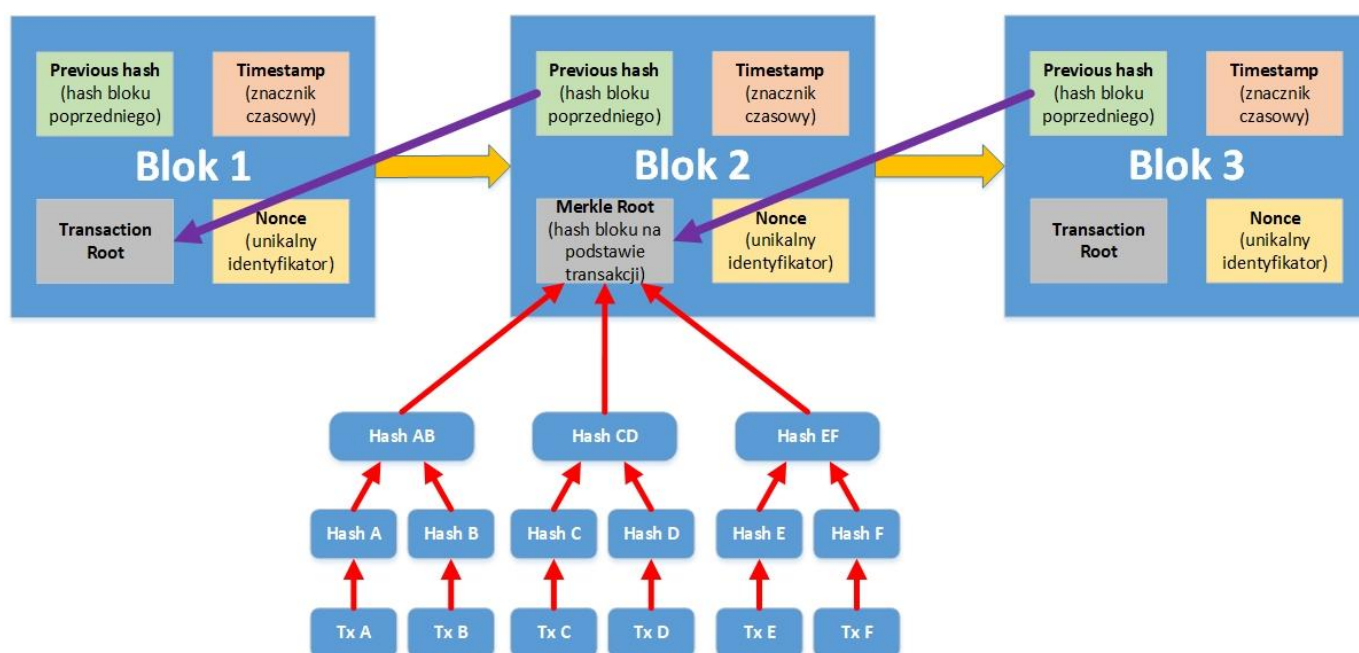 Previous hash
(hash bloku
poprzedniego)
Timestamp
(znacznik
czasowy)
Blok 1
Transaction
Root
Nonce
(unikalny
identyfikator)
Previous hash
(hash bloku
poprzedniego)
Timestamp
(znacznik
czasowy)
Blok 2
Merkle Root
(hash bloku na
podstawie
transakcji)
Nonce
(unikalny
identyfikator)
Previous hash
(hash bloku
poprzedniego)
Timestamp
(znacznik
czasowy)
Blok 3
Transaction
Root
Nonce
(unikalny
identyfikator)
Hash AB
Hash CD
Hash EF
Hash A
Hash B
Hash C
Hash D
Hash E
Hash F
Tx A
Tx B
Tx C
Tx D
Tx E
Tx F